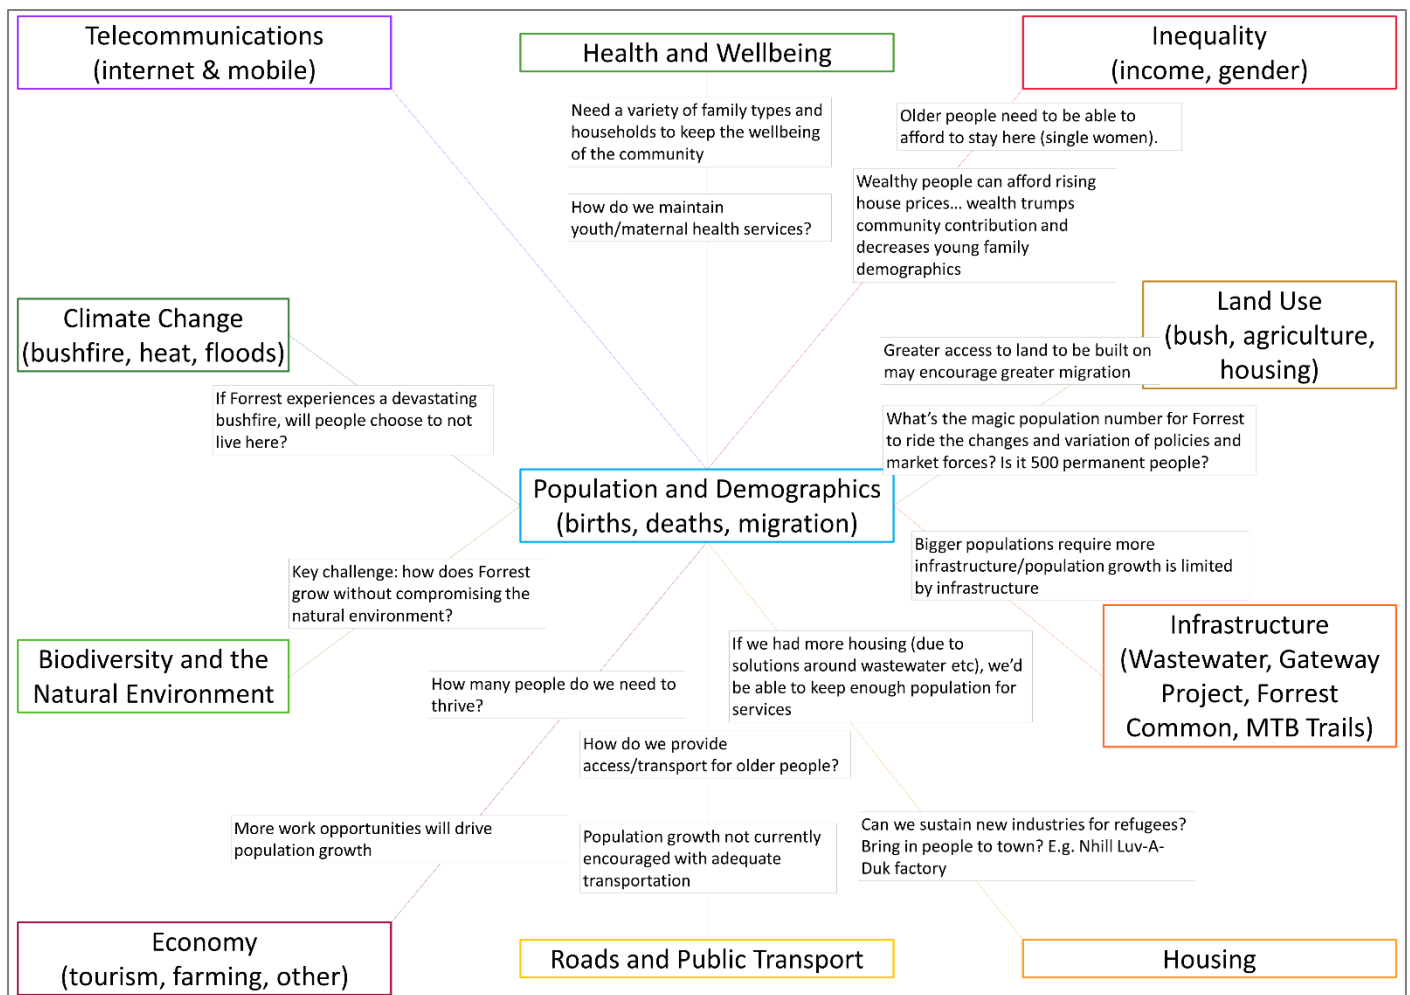 Telecommunications
(internet & mobile)
Health and Wellbeing
Inequality
(income, gender)
Need a variety of family types and
households to keep the wellbeing
of the community
Older people need to be able to
afford to stay here (single women).
How do we maintain
youth/maternal health services?
Wealthy people can afford rising
house prices... wealth trumps
community contribution and
decreases young family
demographics
Climate Change
(bushfire, heat, floods)
Land Use
(bush, agriculture,
housing)
Greater access to land to be built on
may encourage greater migration
If Forrest experiences a devastating
bushfire, will people choose to not
live here?
What's the magic population number for Forrest
to ride the changes and variation of policies and
market forces? Is it 500 permanent people?
Population and Demographics
(births, deaths, migration)
Key challenge: how does Forrest
grow without compromising the
natural environment?
Bigger populations require more
infrastructure/population growth is limited
by infrastructure
Biodiversity and the
Natural Environment
Infrastructure
(Wastewater, Gateway
Project, Forrest
Common, MTB Trails)
How many people do we need to
thrive?
If we had more housing (due to
solutions around wastewater etc), we'd
be able to keep enough population for
services
How do we provide
access/transport for older people?
More work opportunities will drive
population growth
Population growth not currently
encouraged with adequate
transportation
Can we sustain new industries for refugees?
Bring in people to town? E.g. Nhill Luv-A-
Duk factory
Economy
(tourism, farming, other)
Roads and Public Transport
Housing